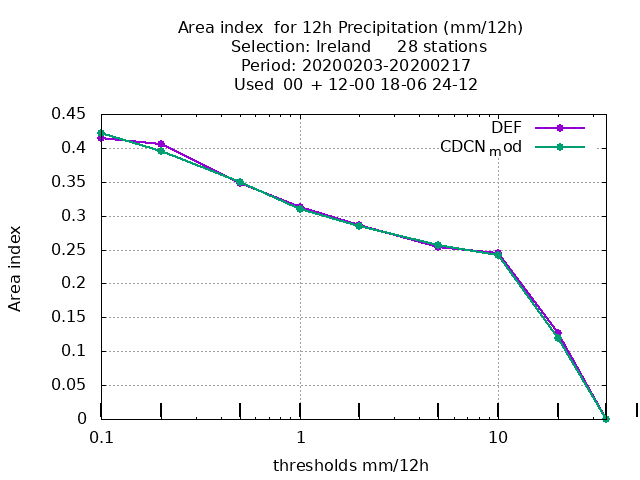 Area index  for 12h Precipitation (mm/12h)
Selection: Ireland     28 stations
Period: 20200203-20200217
Used  00  + 12-00 18-06 24-12
DEF
CDCNmod
0.45
0.4
0.35
0.3
0.25
0.2
0.15
0.1
0.05
0
Area index
0.1 1 10
thresholds mm/12h